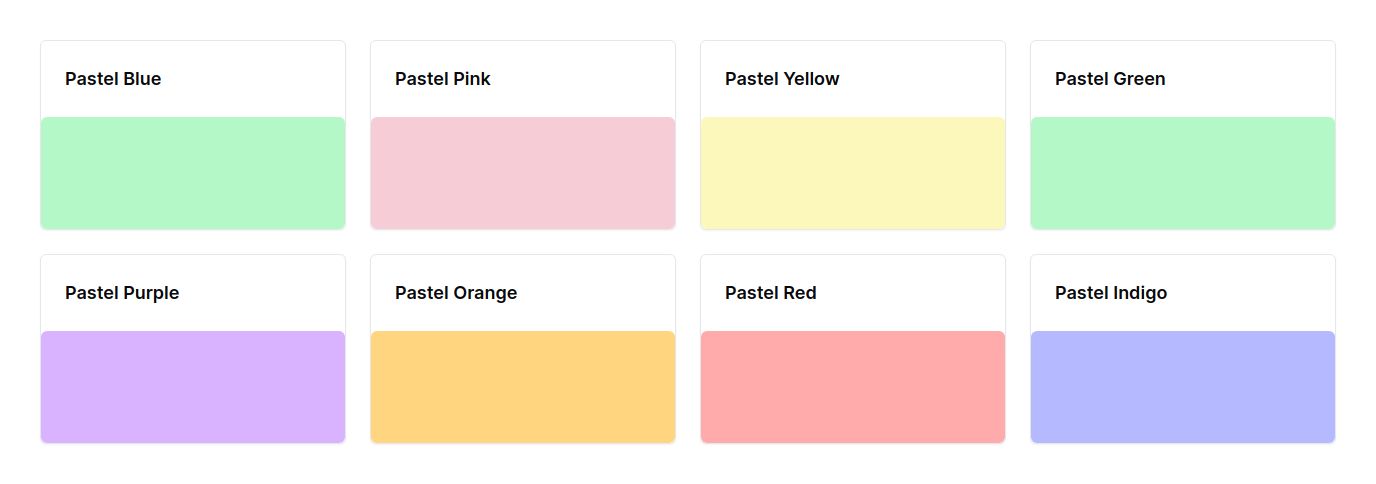 Pastel Blue
Pastel Pink
Pastel Yellow
Pastel Green
Pastel Purple
Pastel Orange
Pastel Red
Pastel Indigo